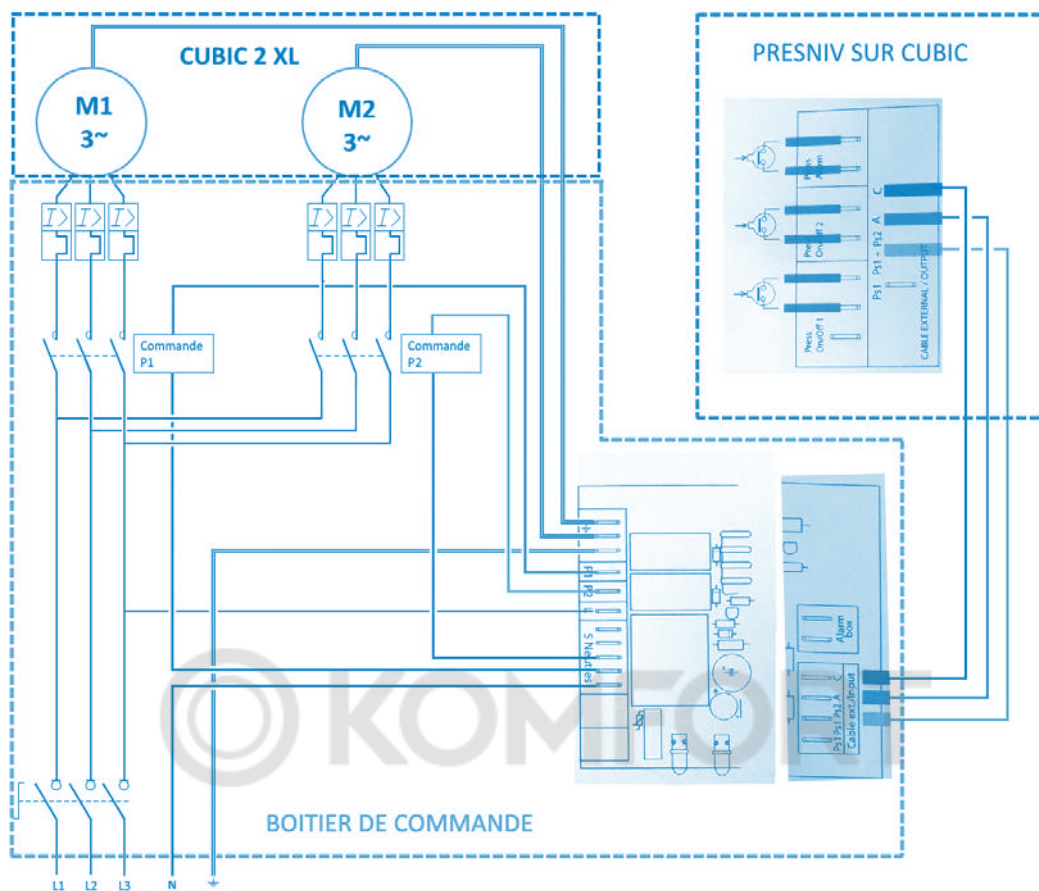 CUBIC 2 XL
M1
3~
M2
3~
PRESNIV SUR CUBIC
Press
Alarm
Press
On/Off 2
Press
On/Off 1
C
A
Ps1 + Ps2
Ps1
CABLE EXTERNAL / OUTPUT
I>
I>
I>
I>
I>
I>
Commande
P1
Commande
P2
P1
P2
L
5 Neutres
Alarm
box
Ps1 Ps1 Ps2 A C
Cable ext./Input
KOMFORT
BOITIER DE COMMANDE
L1
L2
L3
N